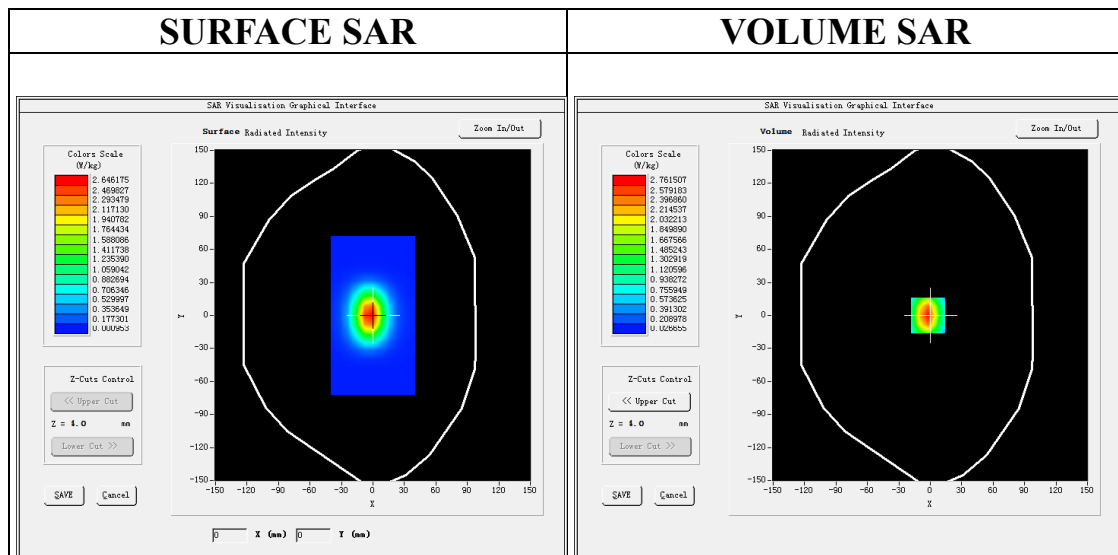 SURFACE SAR
VOLUME SAR
SAR Visualisation Graphical Interface
Surface Radiated Intensity
Zoom In/Out
Colors Scale
(W/kg)
2.646175
2.469827
2.293479
2.117130
1.940782
1.764434
1.588086
1.411738
1.235390
1.059042
0.882694
0.706346
0.529997
0.353649
0.177301
0.000953
150
120
90
60
30
0
-30
-60
-90
-120
-150
Y
-150 -120 -90 -60 -30 0 30 60 90 120 150
X
Z-Cuts Control
<< Upper Cut
Z = 4.0 mm
Lower Cut >>
SAVE Cancel
0 X (mm) 0 Y (mm)
SAR Visualisation Graphical Interface
Volume Radiated Intensity
Zoom In/Out
Colors Scale
(W/kg)
2.761507
2.579183
2.396860
2.214537
2.032213
1.849890
1.667566
1.485243
1.302919
1.120596
0.938272
0.755949
0.573625
0.391302
0.208978
0.026655
150
120
90
60
30
0
-30
-60
-90
-120
-150
Y
-150 -120 -90 -60 -30 0 30 60 90 120 150
X
Z-Cuts Control
<< Upper Cut
Z = 4.0 mm
Lower Cut >>
SAVE Cancel